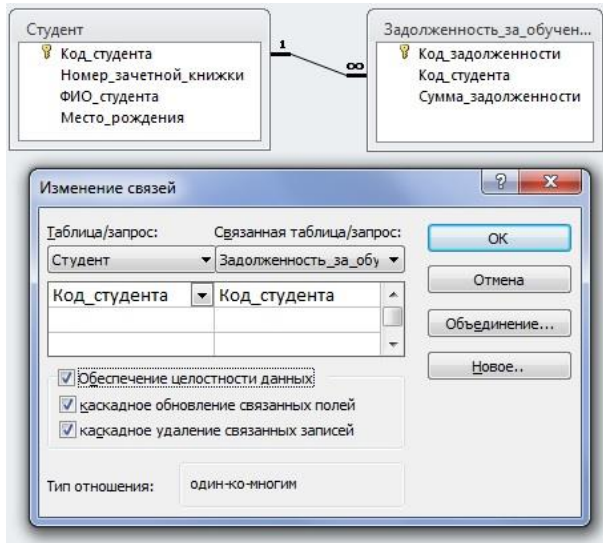 Студент
Код_студента
Номер_зачетной_книжки
ФИО_студента
Место_рождения
1
∞
Задолженность_за_обучен...
Код_задолженности
Код_студента
Сумма_задолженности
Изменение связей
?
X
Таблица/запрос:
Связанная таблица/запрос:
Студент
Задолженность_за_обу
Код_студента
Код_студента
Обеспечение целостности данных
каскадное обновление связанных полей
каскадное удаление связанных записей
Тип отношения:
один-ко-многим
ОК
Отмена
Объединение...
Новое..